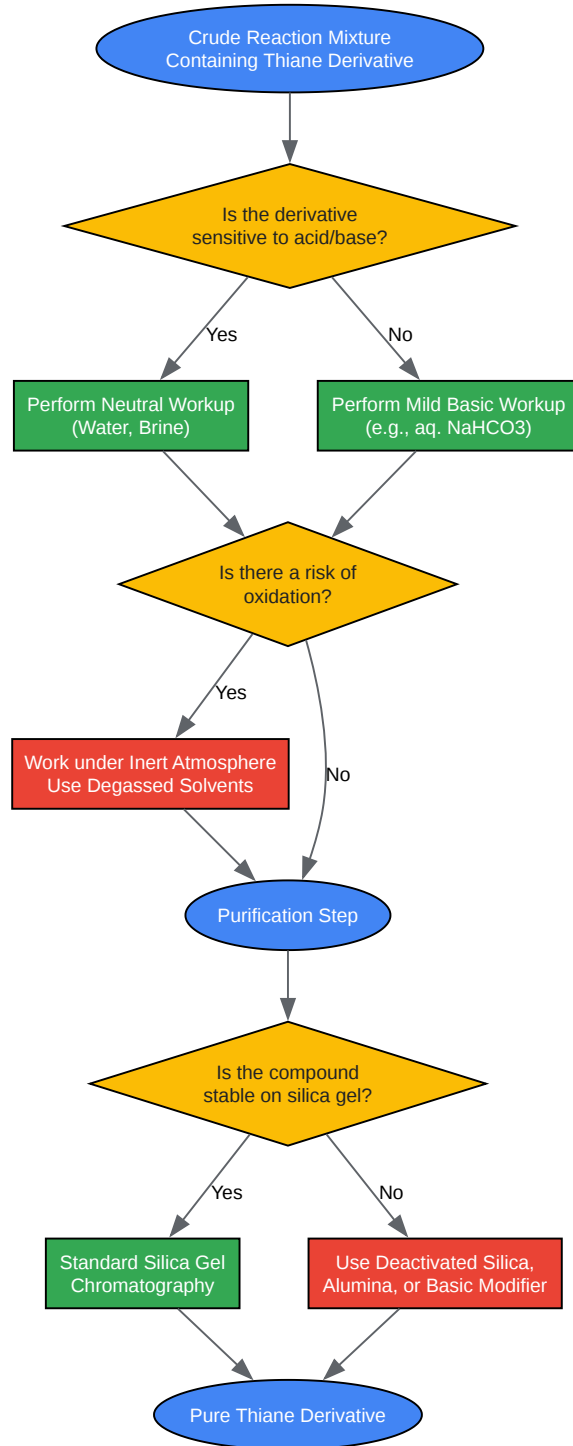 Crude Reaction Mixture
Containing Thiane Derivative
Is the derivative
sensitive to acid/base?
Yes
No
Perform Neutral Workup
(Water, Brine)
Perform Mild Basic Workup
(e.g., aq. NaHCO3)
Is there a risk of
oxidation?
Yes
Work under Inert Atmosphere
Use Degassed Solvents
No
Purification Step
Is the compound
stable on silica gel?
Yes
No
Standard Silica Gel
Chromatography
Use Deactivated Silica,
Alumina, or Basic Modifier
Pure Thiane Derivative